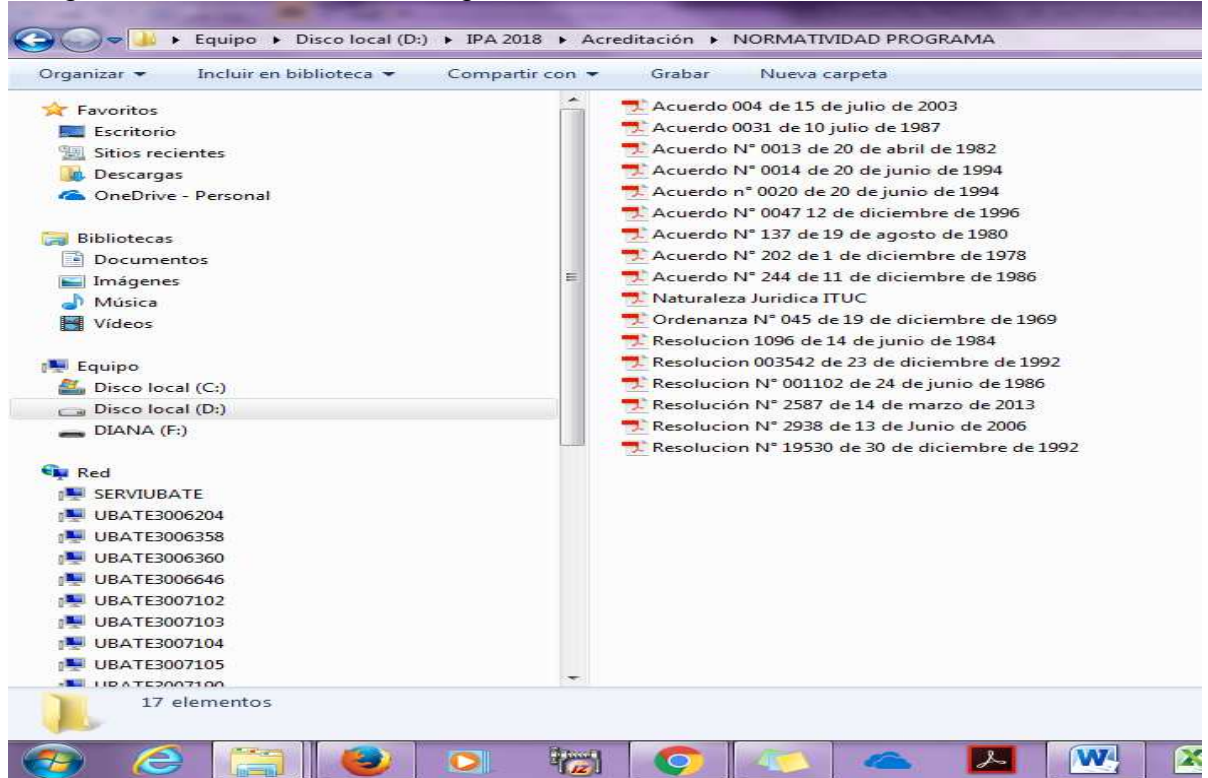 Equipo ▸ Disco local (D:) ▸ IPA 2018 ▸ Acreditación ▸ NORMATIVIDAD PROGRAMA
Organizar Incluir en biblioteca Compartir con Grabar Nueva carpeta
Favoritos
Escritorio
Sitios recientes
Descargas
OneDrive - Personal
Bibliotecas
Documentos
Imágenes
Música
Vídeos
Equipo
Disco local (C:)
Disco local (D:)
DIANA (F:)
Red
SERVIUBATE
UBATE3006204
UBATE3006358
UBATE3006360
UBATE3006646
UBATE3007102
UBATE3007103
UBATE3007104
UBATE3007105
Acuerdo 004 de 15 de julio de 2003
Acuerdo 0031 de 10 julio de 1987
Acuerdo N° 0013 de 20 de abril de 1982
Acuerdo N° 0014 de 20 de junio de 1994
Acuerdo n° 0020 de 20 de junio de 1994
Acuerdo N° 0047 12 de diciembre de 1996
Acuerdo N° 137 de 19 de agosto de 1980
Acuerdo N° 202 de 1 de diciembre de 1978
Acuerdo N° 244 de 11 de diciembre de 1986
Naturaleza Juridica ITUC
Ordenanza N° 045 de 19 de diciembre de 1969
Resolucion 1096 de 14 de junio de 1984
Resolucion 003542 de 23 de diciembre de 1992
Resolucion N° 001102 de 24 de junio de 1986
Resolución N° 2587 de 14 de marzo de 2013
Resolucion N° 2938 de 13 de Junio de 2006
Resolucion N° 19530 de 30 de diciembre de 1992
17 elementos